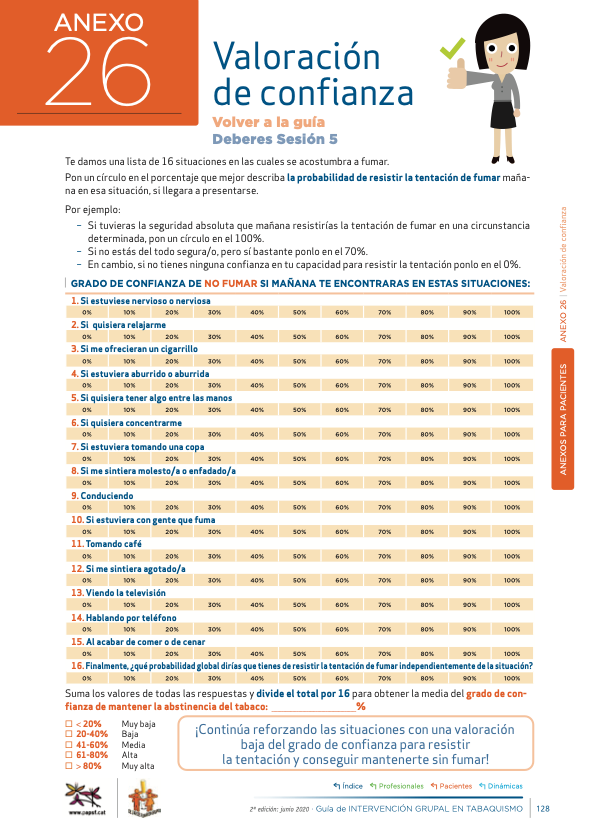 ANEXO
26
Valoración
de confianza
Volver a la guía
Deberes Sesión 5
Te damos una lista de 16 situaciones en las cuales se acostumbra a fumar.
Pon un círculo en el porcentaje que mejor describa la probabilidad de resistir la tentación de fumar maña-
na en esa situación, si llegara a presentarse.
Por ejemplo:
– Si tuvieras la seguridad absoluta que mañana resistirías la tentación de fumar en una circunstancia
determinada, pon un círculo en el 100%.
– Si no estás del todo segura/o, pero sí bastante ponlo en el 70%.
– En cambio, si no tienes ninguna confianza en tu capacidad para resistir la tentación ponlo en el 0%.
GRADO DE CONFIANZA DE NO FUMAR SI MAÑANA TE ENCONTRARAS EN ESTAS SITUACIONES:
1. Si estuviese nervioso o nerviosa
0% 10% 20% 30% 40% 50% 60% 70% 80% 90% 100%
2. Si quisiera relajarme
0% 10% 20% 30% 40% 50% 60% 70% 80% 90% 100%
3. Si me ofrecieran un cigarrillo
0% 10% 20% 30% 40% 50% 60% 70% 80% 90% 100%
4. Si estuviera aburrido o aburrida
0% 10% 20% 30% 40% 50% 60% 70% 80% 90% 100%
5. Si quisiera tener algo entre las manos
0% 10% 20% 30% 40% 50% 60% 70% 80% 90% 100%
6. Si quisiera concentrarme
0% 10% 20% 30% 40% 50% 60% 70% 80% 90% 100%
7. Si estuviera tomando una copa
0% 10% 20% 30% 40% 50% 60% 70% 80% 90% 100%
8. Si me sintiera molesto/a o enfadado/a
0% 10% 20% 30% 40% 50% 60% 70% 80% 90% 100%
9. Conduciendo
0% 10% 20% 30% 40% 50% 60% 70% 80% 90% 100%
10. Si estuviera con gente que fuma
0% 10% 20% 30% 40% 50% 60% 70% 80% 90% 100%
11. Tomando café
0% 10% 20% 30% 40% 50% 60% 70% 80% 90% 100%
12. Si me sintiera agotado/a
0% 10% 20% 30% 40% 50% 60% 70% 80% 90% 100%
13. Viendo la televisión
0% 10% 20% 30% 40% 50% 60% 70% 80% 90% 100%
14. Hablando por teléfono
0% 10% 20% 30% 40% 50% 60% 70% 80% 90% 100%
15. Al acabar de comer o de cenar
0% 10% 20% 30% 40% 50% 60% 70% 80% 90% 100%
16. Finalmente, ¿qué probabilidad global dirías que tienes de resistir la tentación de fumar independientemente de la situación?
0% 10% 20% 30% 40% 50% 60% 70% 80% 90% 100%
Suma los valores de todas las respuestas y divide el total por 16 para obtener la media del grado de con-
fianza de mantener la abstinencia del tabaco: ________________%
< 20% Muy baja
20-40% Baja
41-60% Media
61-80% Alta
> 80% Muy alta
¡Continúa reforzando las situaciones con una valoración
baja del grado de confianza para resistir
la tentación y conseguir mantenerte sin fumar!
ANEXO 26 | Valoración de confianza
ANEXOS PARA PACIENTES
www.papsf.cat
Índice Profesionales Pacientes Dinámicas
2ª edición: junio 2020 · Guía de INTERVENCIÓN GRUPAL EN TABAQUISMO | 128